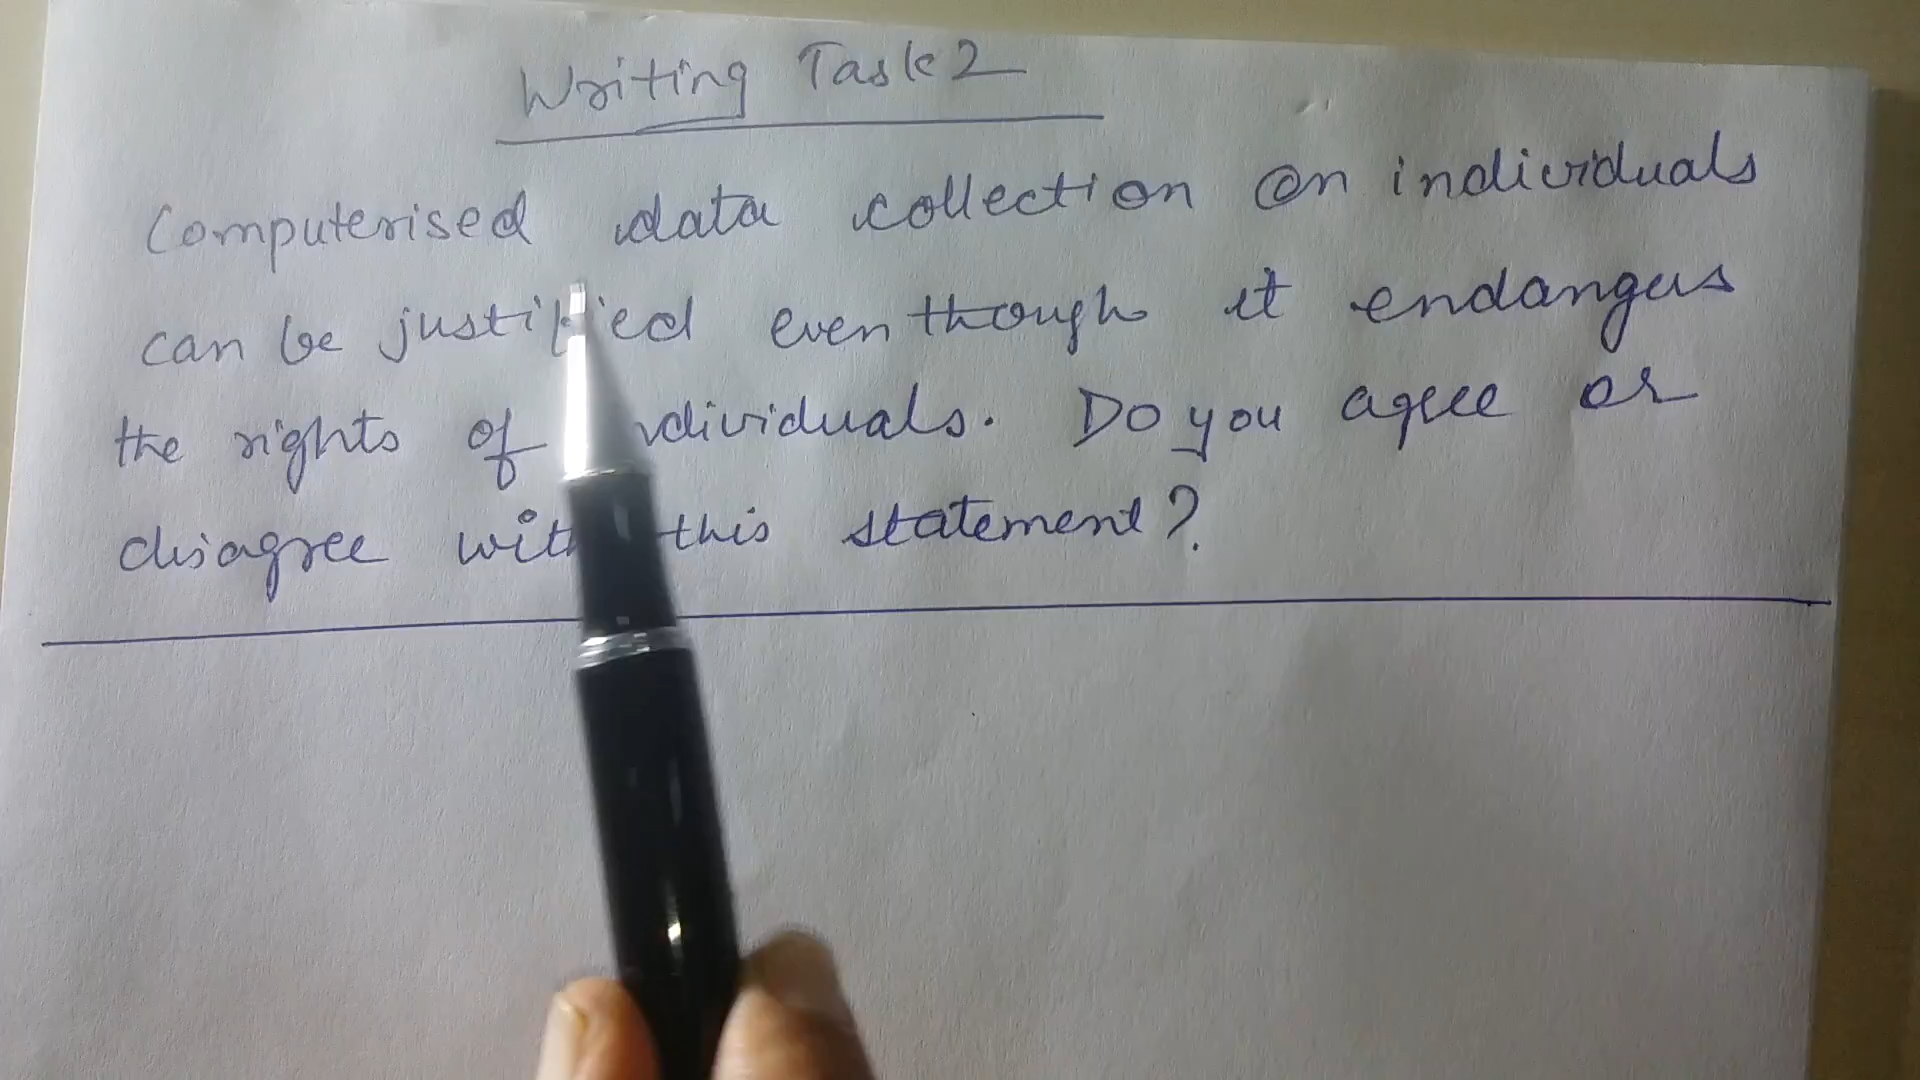 Writing Task 2
Computerised data collection on individuals
can be justified even though it endangers
the rights of individuals. Do you agree or
disagree with this statement?